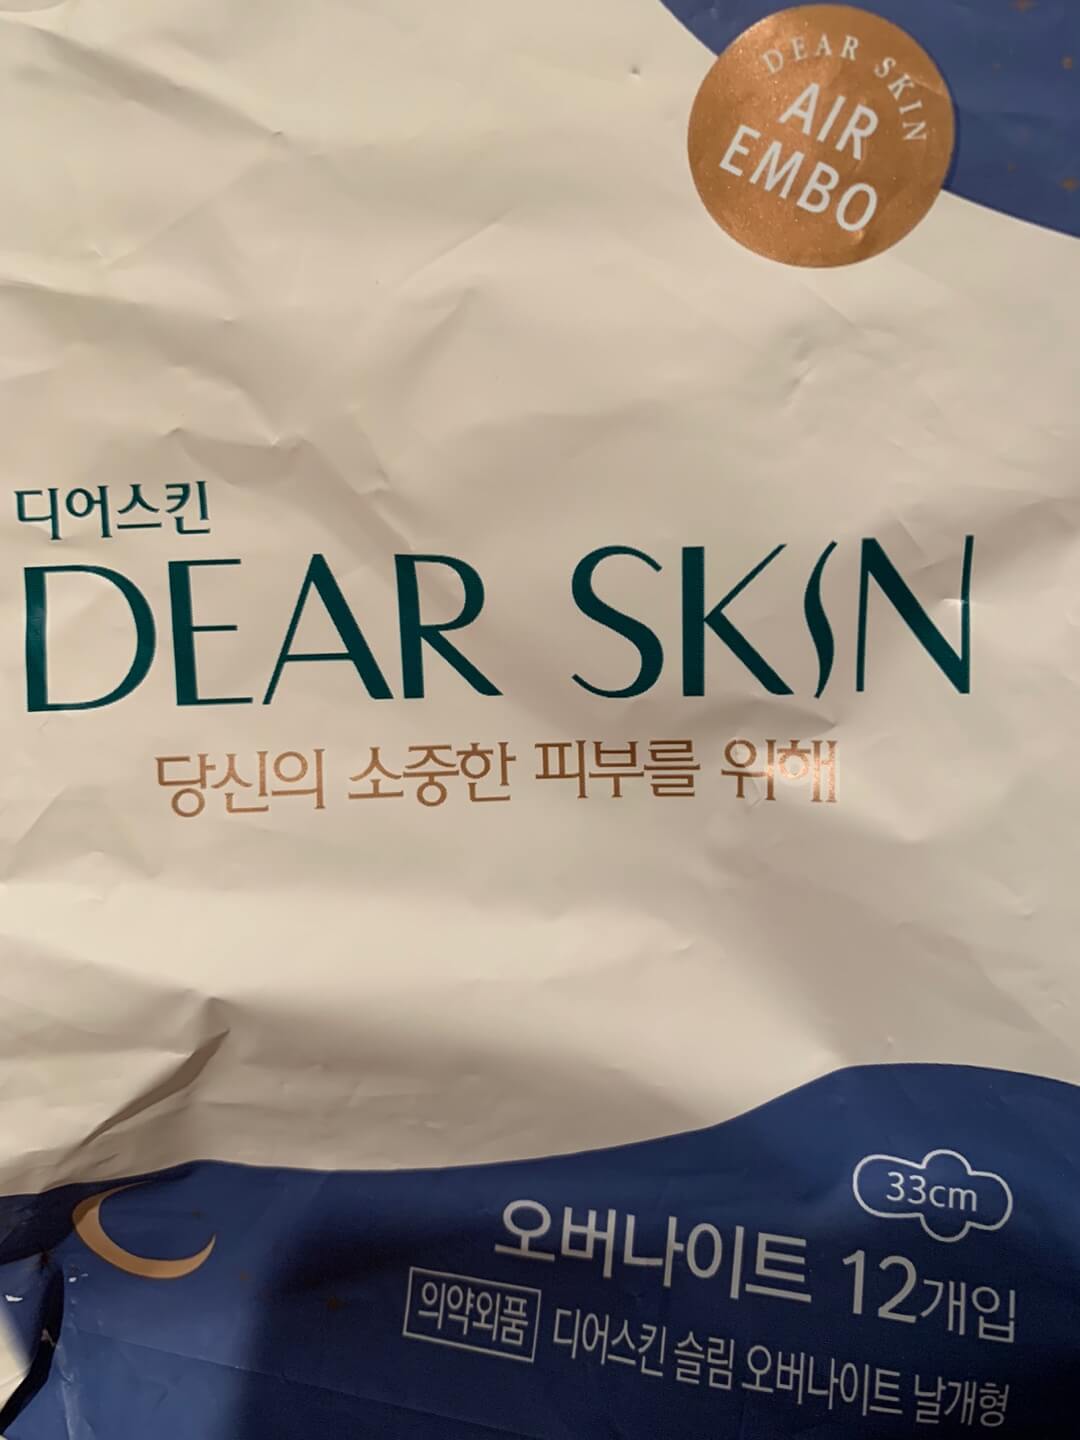 DEAR SKIN
AIR
EMBO
디어스킨
DEAR SKIN
당신의 소중한 피부를 위해
33cm
오버나이트 12개입
의약외품 디어스킨 슬림 오버나이트 날개형